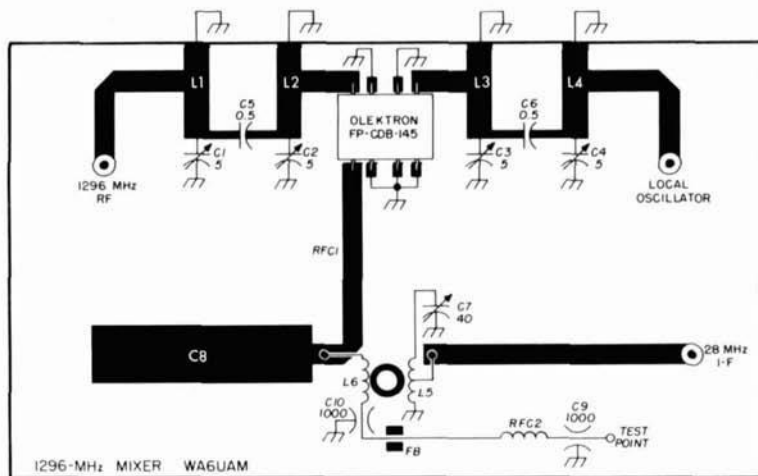 L1
L2
L3
L4
C5
0.5
C6
0.5
OLEKTRON
FP-CDB-145
C1
5
C2
5
C3
5
C4
5
1296 MHz
RF
LOCAL
OSCILLATOR
RFC1
C7
40
C8
28 MHz
I-F
L6
L5
C10
1000
FB
RFC2
C9
1000
TEST
POINT
1296-MHz MIXER WA6UAM